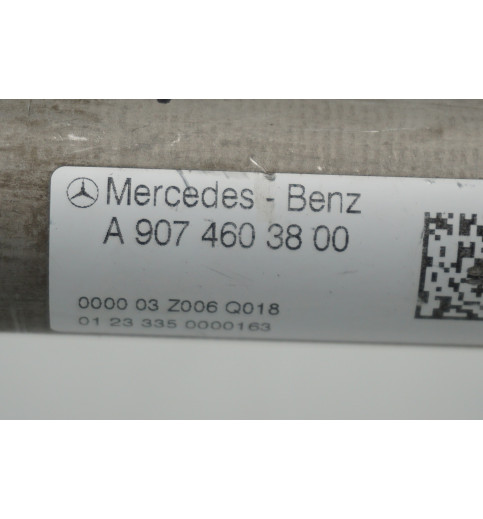 Mercedes - Benz
A 907 460 38 00
0000 03 Z006 Q018
01 23 335 0000163